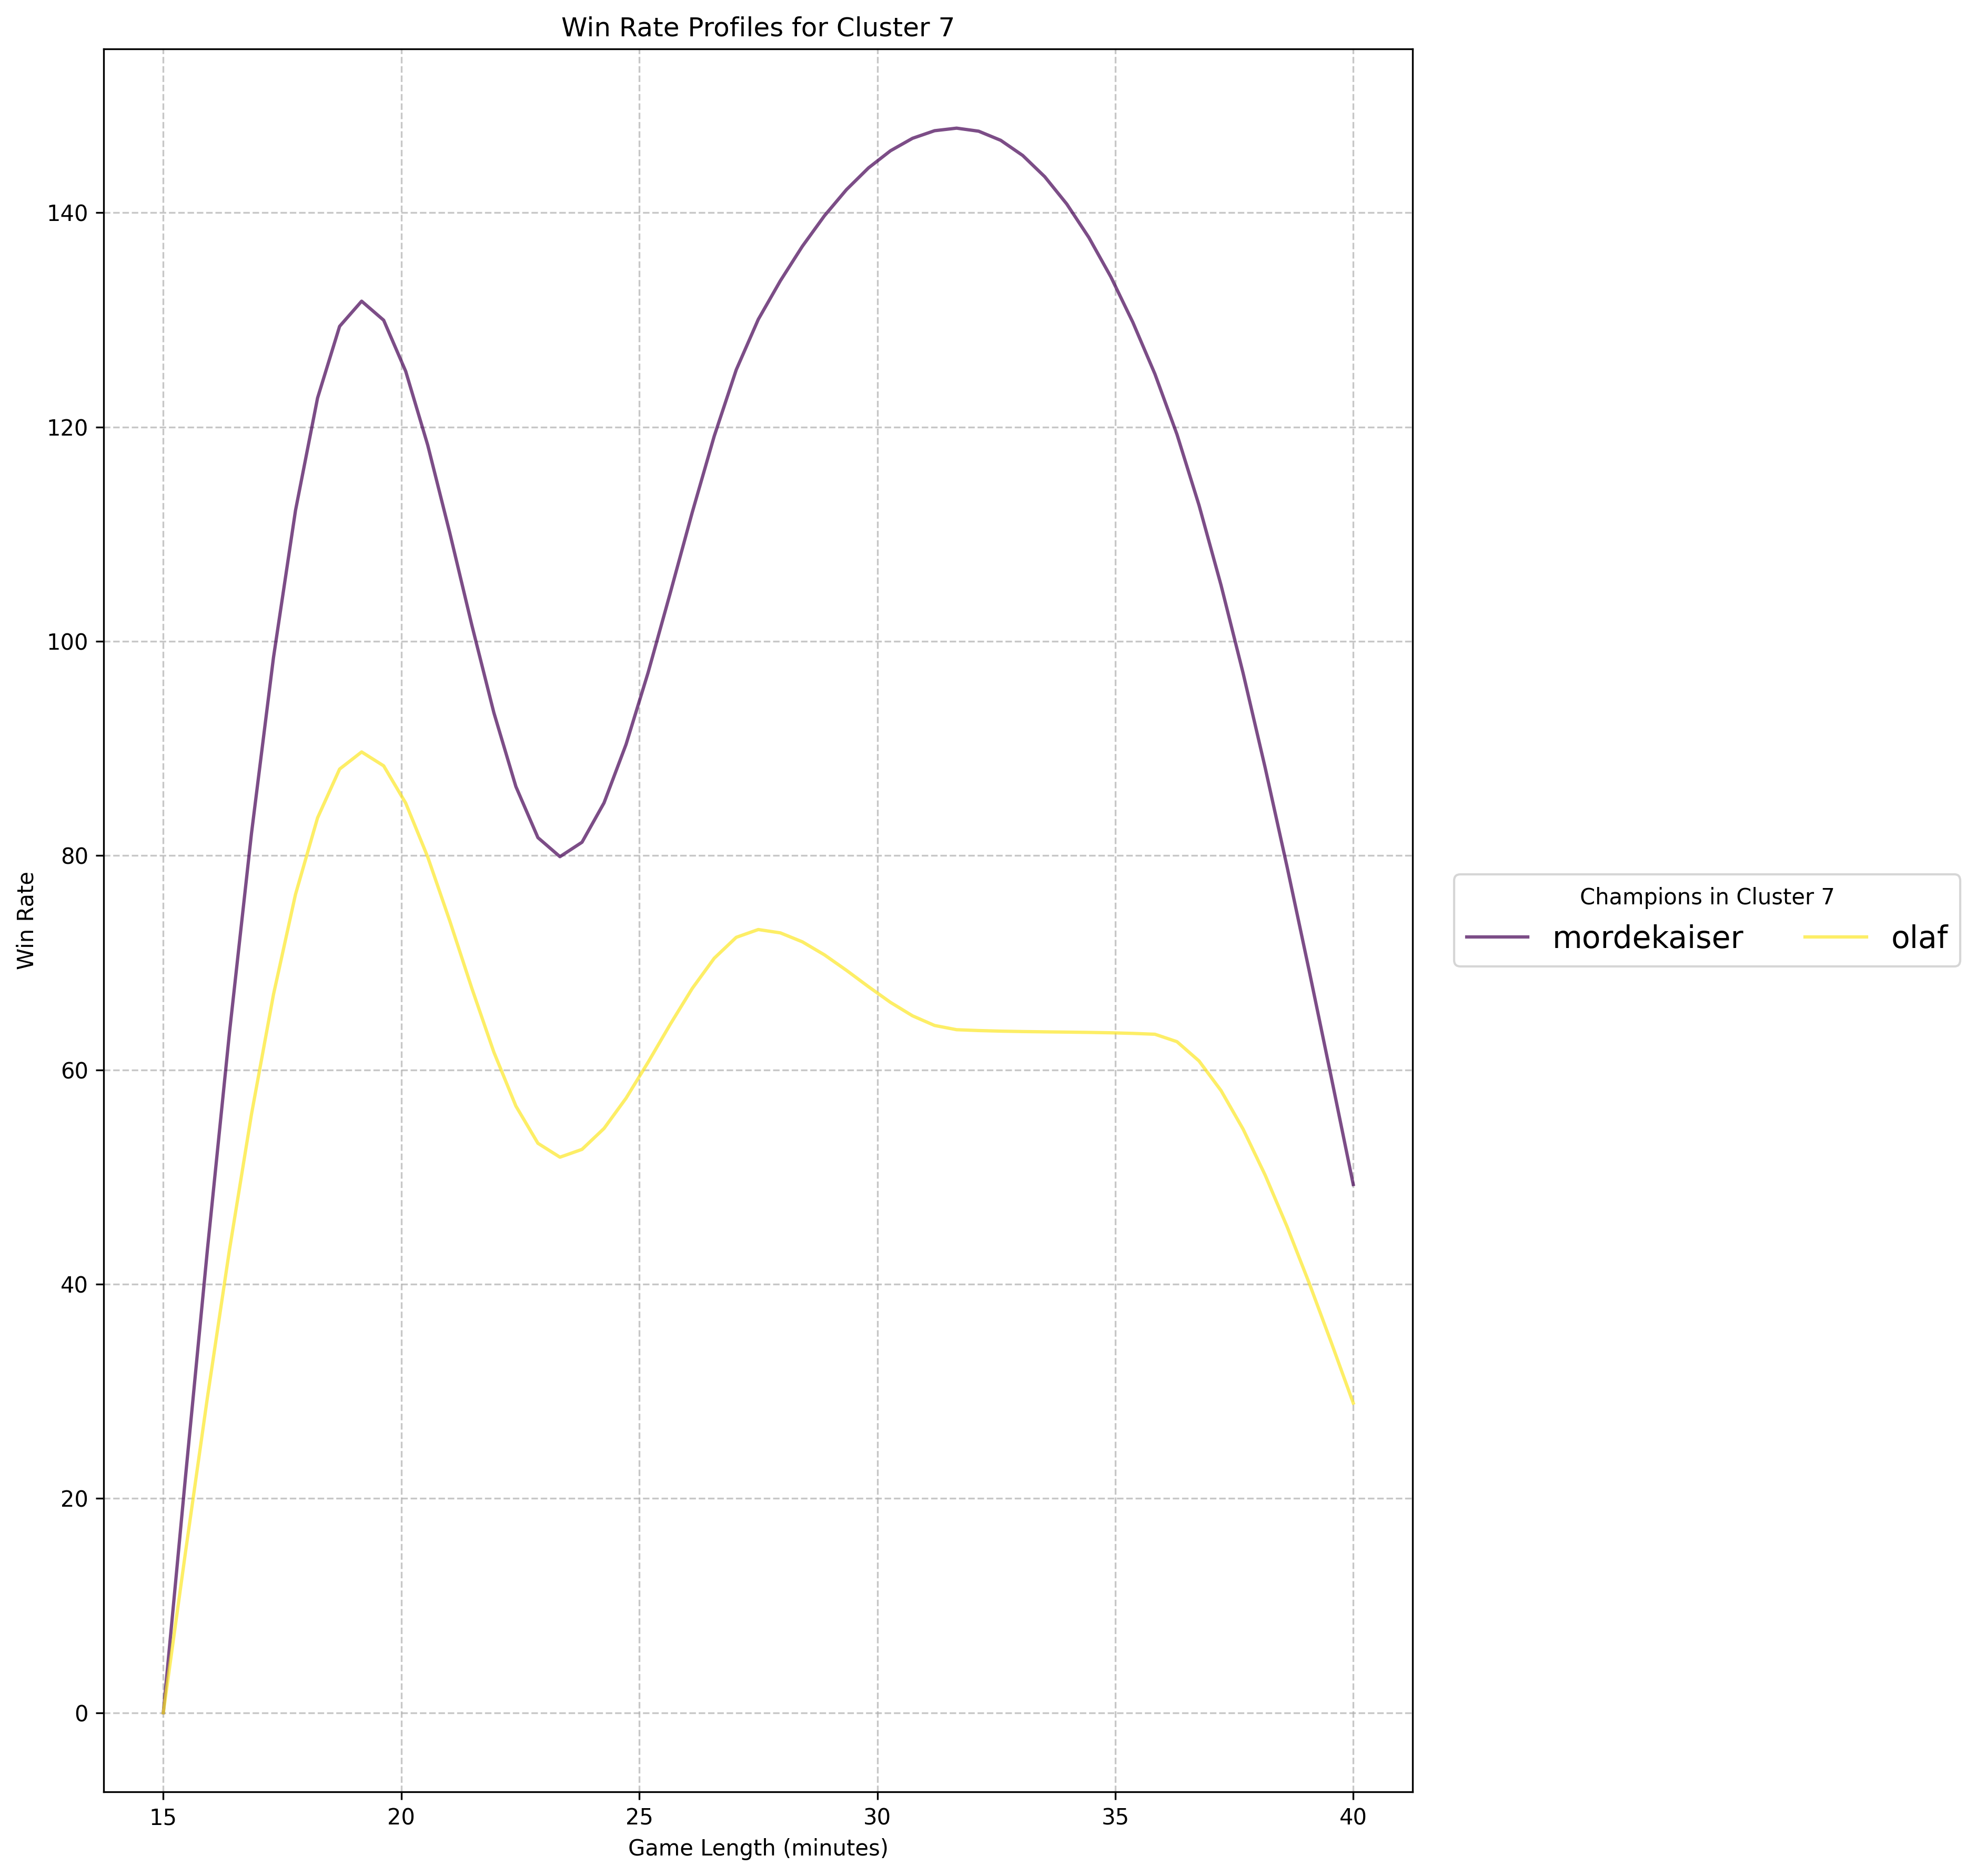 Win Rate Profiles for Cluster 7
Win Rate
140
120
100
80
60
40
20
0
15 20 25 30 35 40
Game Length (minutes)
Champions in Cluster 7
mordekaiser olaf